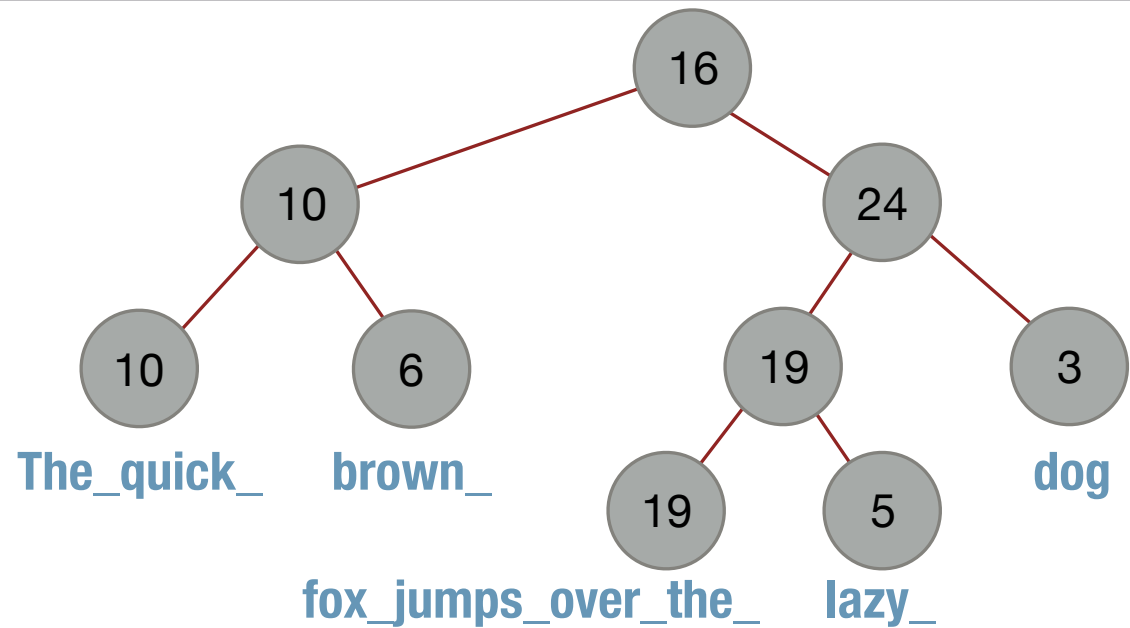 16
10
24
10
6
19
3
The_quick_
brown_
dog
19
5
fox_jumps_over_the_
lazy_